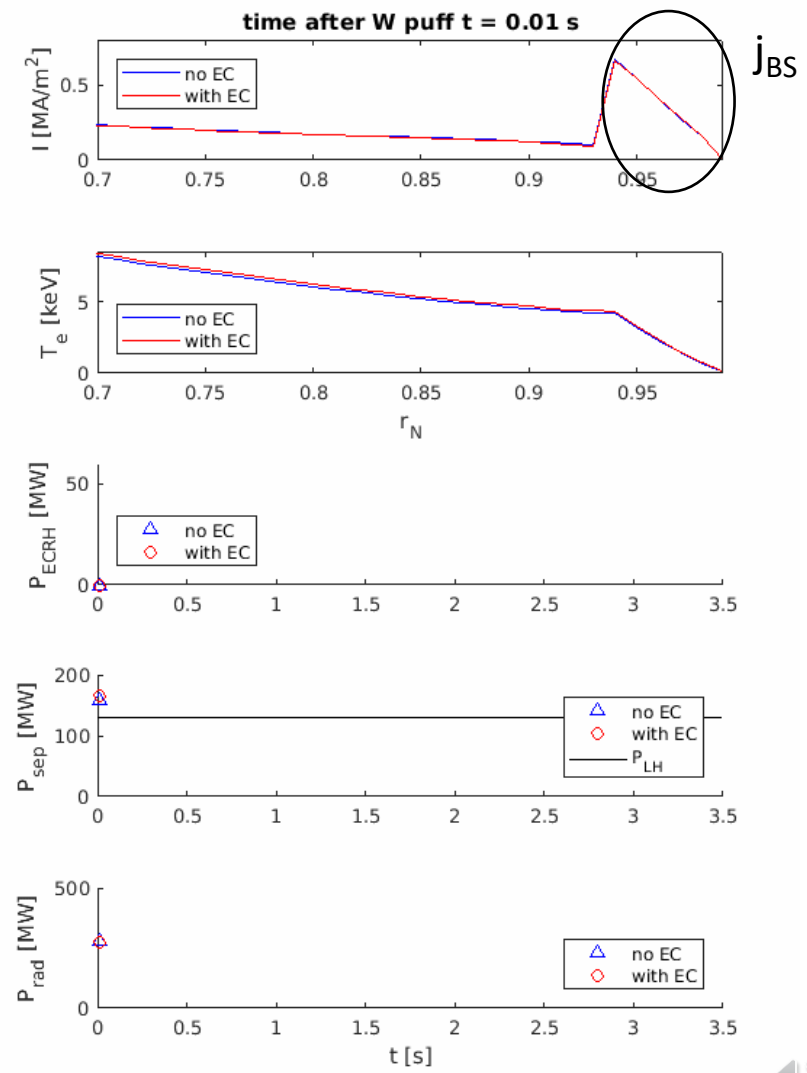 time after W puff t = 0.01 s
j_BS
I [MA/m^2]
0.5
0
no EC
with EC
0.7 0.75 0.8 0.85 0.9 0.95
T_e [keV]
5
0
no EC
with EC
0.7 0.75 0.8 0.85 0.9 0.95
r_N
P_ECRH [MW]
50
0
no EC
with EC
0 0.5 1 1.5 2 2.5 3 3.5
P_sep [MW]
200
100
0
no EC
with EC
P_LH
0 0.5 1 1.5 2 2.5 3 3.5
P_rad [MW]
500
0
no EC
with EC
0 0.5 1 1.5 2 2.5 3 3.5
t [s]